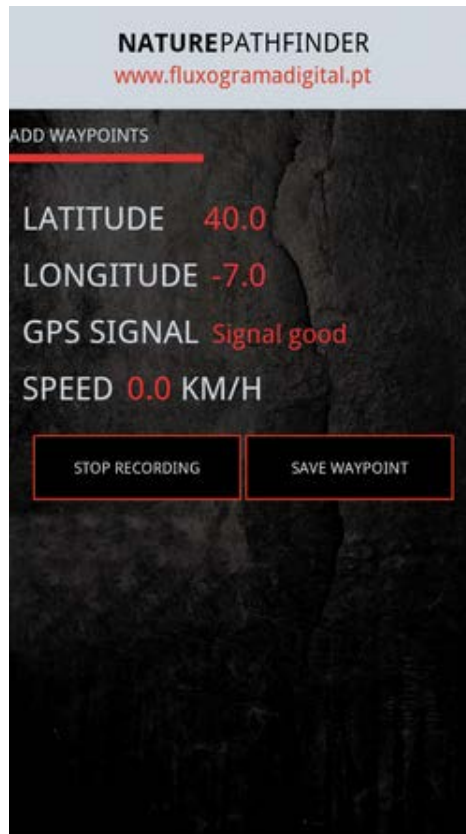 NATUREPATHFINDER
www.fluxogramadigital.pt
ADD WAYPOINTS
LATITUDE 40.0
LONGITUDE -7.0
GPS SIGNAL Signal good
SPEED 0.0 KM/H
STOP RECORDING SAVE WAYPOINT